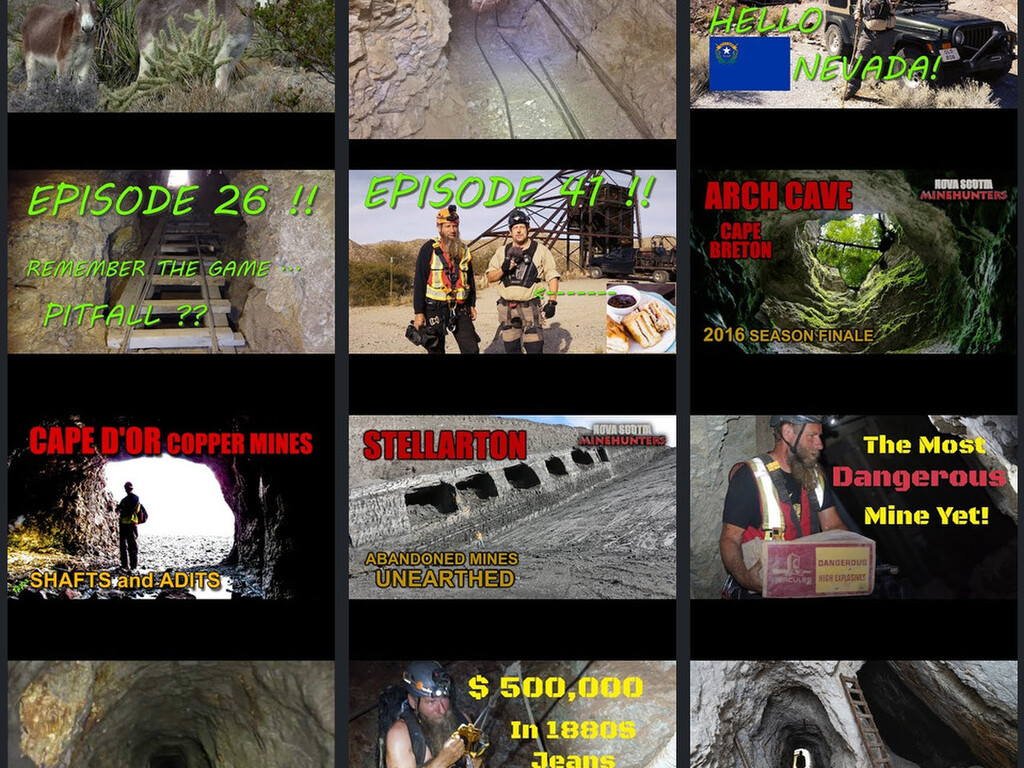 HELLO
NEVADA!
EPISODE 26 !!
REMEMBER THE GAME ...
PITFALL ??
EPISODE 41 !!
ARCH CAVE
NOVA SCOTIA
MINEHUNTERS
CAPE
BRETON
2016 SEASON FINALE
CAPE D'OR COPPER MINES
SHAFTS and ADITS
STELLARTON
NOVA SCOTIA
MINEHUNTERS
ABANDONED MINES
UNEARTHED
The Most
Dangerous
Mine Yet!
HERCULES
DANGEROUS
HIGH EXPLOSIVES
$ 500,000
In 1880s
Jeans